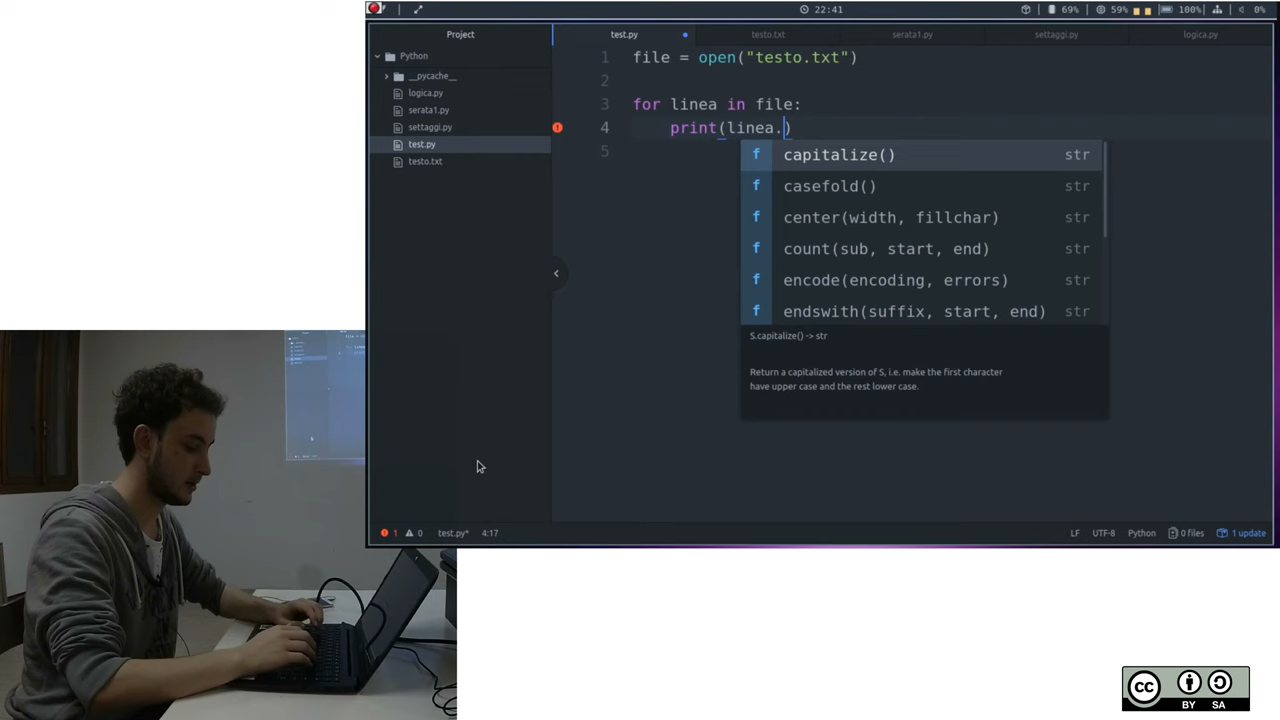 22:41
69%
59%
100%
0%
Project
test.py
testo.txt
serata1.py
settaggi.py
logica.py
Python
__pycache__
logica.py
serata1.py
settaggi.py
test.py
testo.txt
1 file = open("testo.txt")
2
3 for linea in file:
4 print(linea.)
5
f capitalize() str
f casefold() str
f center(width, fillchar) str
f count(sub, start, end) str
f encode(encoding, errors) str
f endswith(suffix, start, end) str
S.capitalize() -> str
Return a capitalized version of S, i.e. make the first character
have upper case and the rest lower case.
1 0 test.py* 4:17
LF UTF-8 Python 0 files 1 update
cc
BY SA